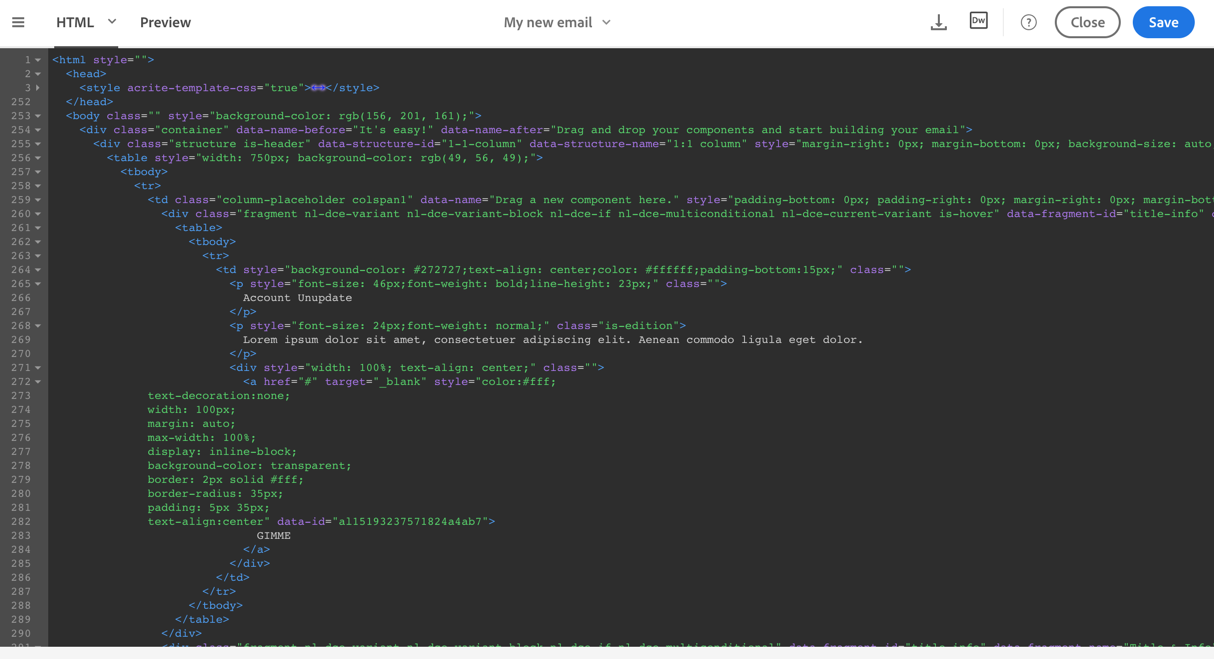 HTML Preview My new email Dw ? Close Save
1 <html style="">
2 <head>
3 <style acrite-template-css="true"></style>
252 </head>
253 <body class="" style="background-color: rgb(156, 201, 161);">
254 <div class="container" data-name-before="It's easy!" data-name-after="Drag and drop your components and start building your email">
255 <div class="structure is-header" data-structure-id="1-1-column" data-structure-name="1:1 column" style="margin-right: 0px; margin-bottom: 0px; background-size: auto
256 <table style="width: 750px; background-color: rgb(49, 56, 49);">
257 <tbody>
258 <tr>
259 <td class="column-placeholder colspan1" data-name="Drag a new component here." style="padding-bottom: 0px; padding-right: 0px; margin-right: 0px; margin-bott
260 <div class="fragment nl-dce-variant nl-dce-variant-block nl-dce-if nl-dce-multiconditional nl-dce-current-variant is-hover" data-fragment-id="title-info"
261 <table>
262 <tbody>
263 <tr>
264 <td style="background-color: #272727;text-align: center;color: #ffffff;padding-bottom:15px;" class="">
265 <p style="font-size: 46px;font-weight: bold;line-height: 23px;" class="">
266 Account Unupdate
267 </p>
268 <p style="font-size: 24px;font-weight: normal;" class="is-edition">
269 Lorem ipsum dolor sit amet, consectetuer adipiscing elit. Aenean commodo ligula eget dolor.
270 </p>
271 <div style="width: 100%; text-align: center;" class="">
272 <a href="#" target="_blank" style="color:#fff;
273 text-decoration:none;
274 width: 100px;
275 margin: auto;
276 max-width: 100%;
277 display: inline-block;
278 background-color: transparent;
279 border: 2px solid #fff;
280 border-radius: 35px;
281 padding: 5px 35px;
282 text-align:center" data-id="al15193237571824a4ab7">
283 GIMME
284 </a>
285 </div>
286 </td>
287 </tr>
288 </tbody>
289 </table>
290 </div>